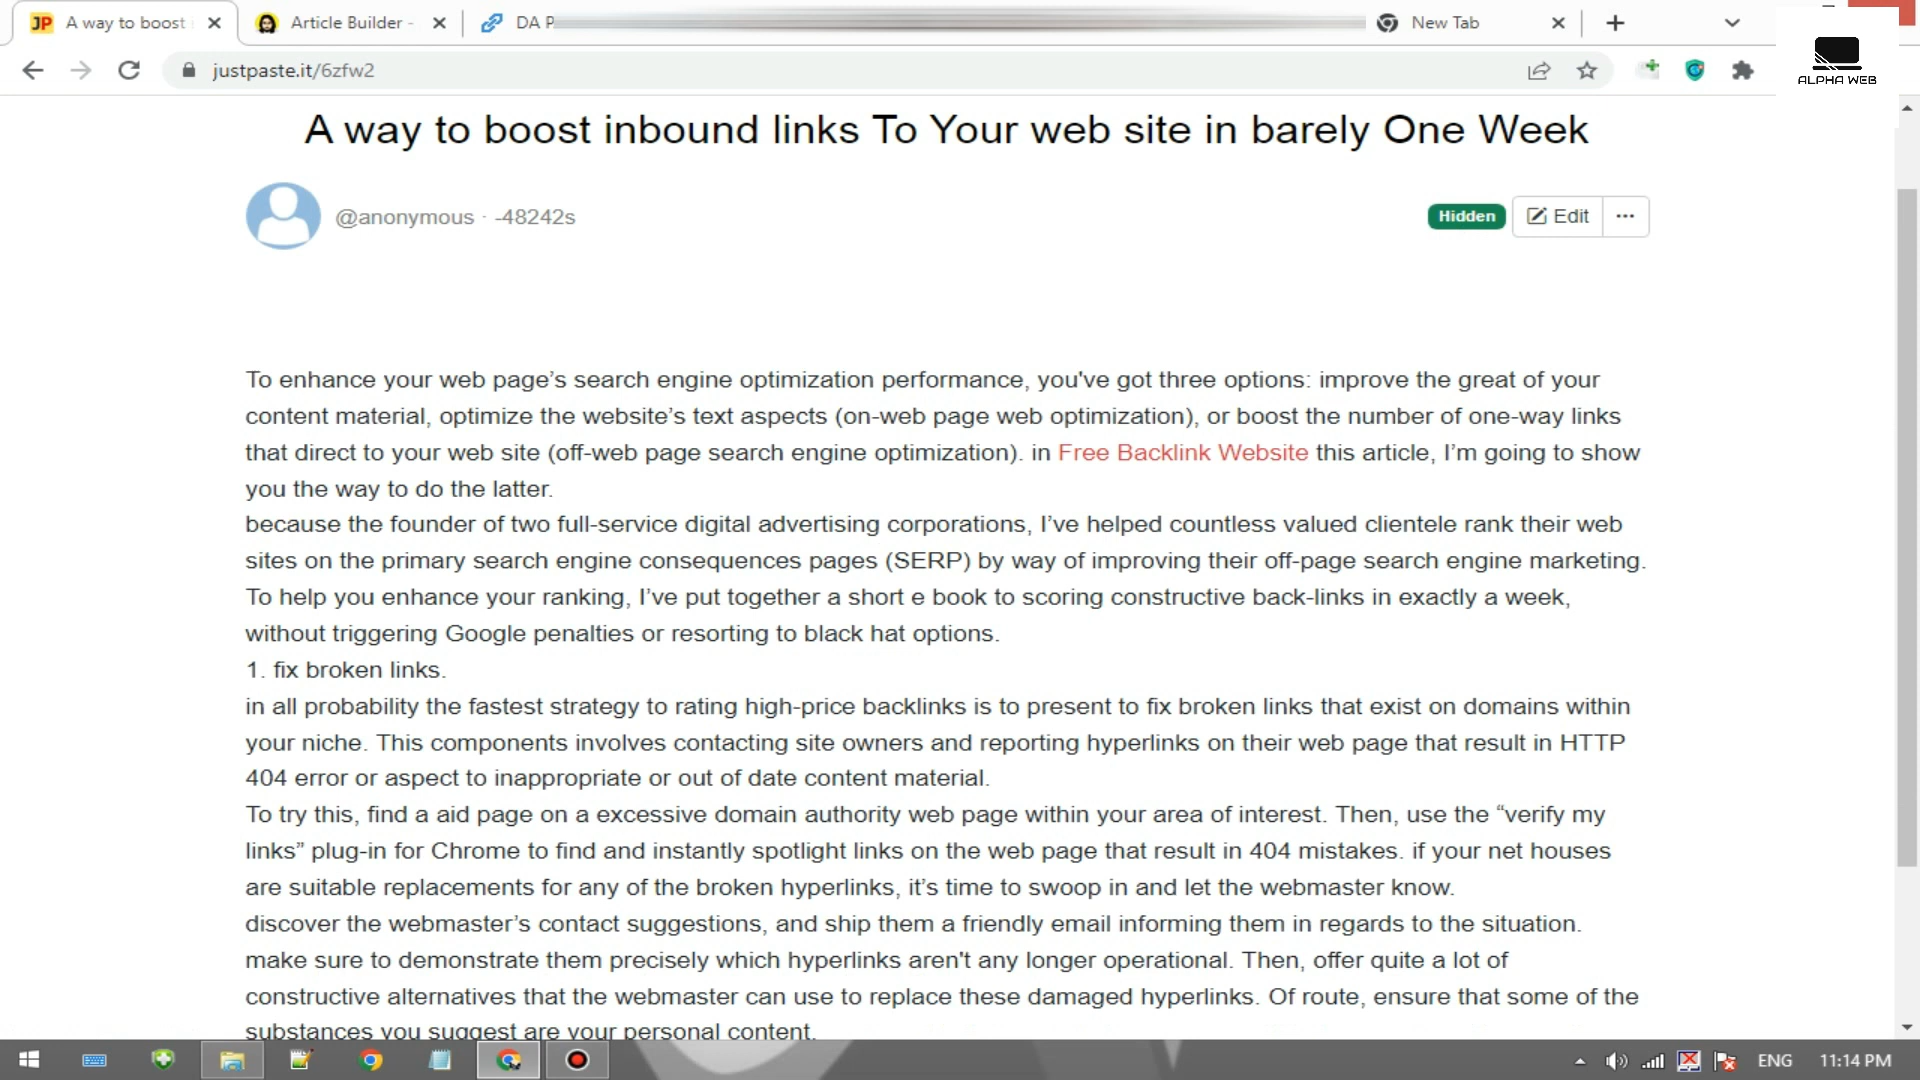 JP A way to boost
Article Builder -
DA P
New Tab
justpaste.it/6zfw2
ALPHA WEB
A way to boost inbound links To Your web site in barely One Week
@anonymous · -48242s
Hidden
Edit
To enhance your web page’s search engine optimization performance, you've got three options: improve the great of your
content material, optimize the website’s text aspects (on-web page web optimization), or boost the number of one-way links
that direct to your web site (off-web page search engine optimization). in Free Backlink Website this article, I’m going to show
you the way to do the latter.
because the founder of two full-service digital advertising corporations, I’ve helped countless valued clientele rank their web
sites on the primary search engine consequences pages (SERP) by way of improving their off-page search engine marketing.
To help you enhance your ranking, I’ve put together a short e book to scoring constructive back-links in exactly a week,
without triggering Google penalties or resorting to black hat options.
1. fix broken links.
in all probability the fastest strategy to rating high-price backlinks is to present to fix broken links that exist on domains within
your niche. This components involves contacting site owners and reporting hyperlinks on their web page that result in HTTP
404 error or aspect to inappropriate or out of date content material.
To try this, find a aid page on a excessive domain authority web page within your area of interest. Then, use the “verify my
links” plug-in for Chrome to find and instantly spotlight links on the web page that result in 404 mistakes. if your net houses
are suitable replacements for any of the broken hyperlinks, it’s time to swoop in and let the webmaster know.
discover the webmaster’s contact suggestions, and ship them a friendly email informing them in regards to the situation.
make sure to demonstrate them precisely which hyperlinks aren't any longer operational. Then, offer quite a lot of
constructive alternatives that the webmaster can use to replace these damaged hyperlinks. Of route, ensure that some of the
substances you suggest are your personal content.
ENG
11:14 PM